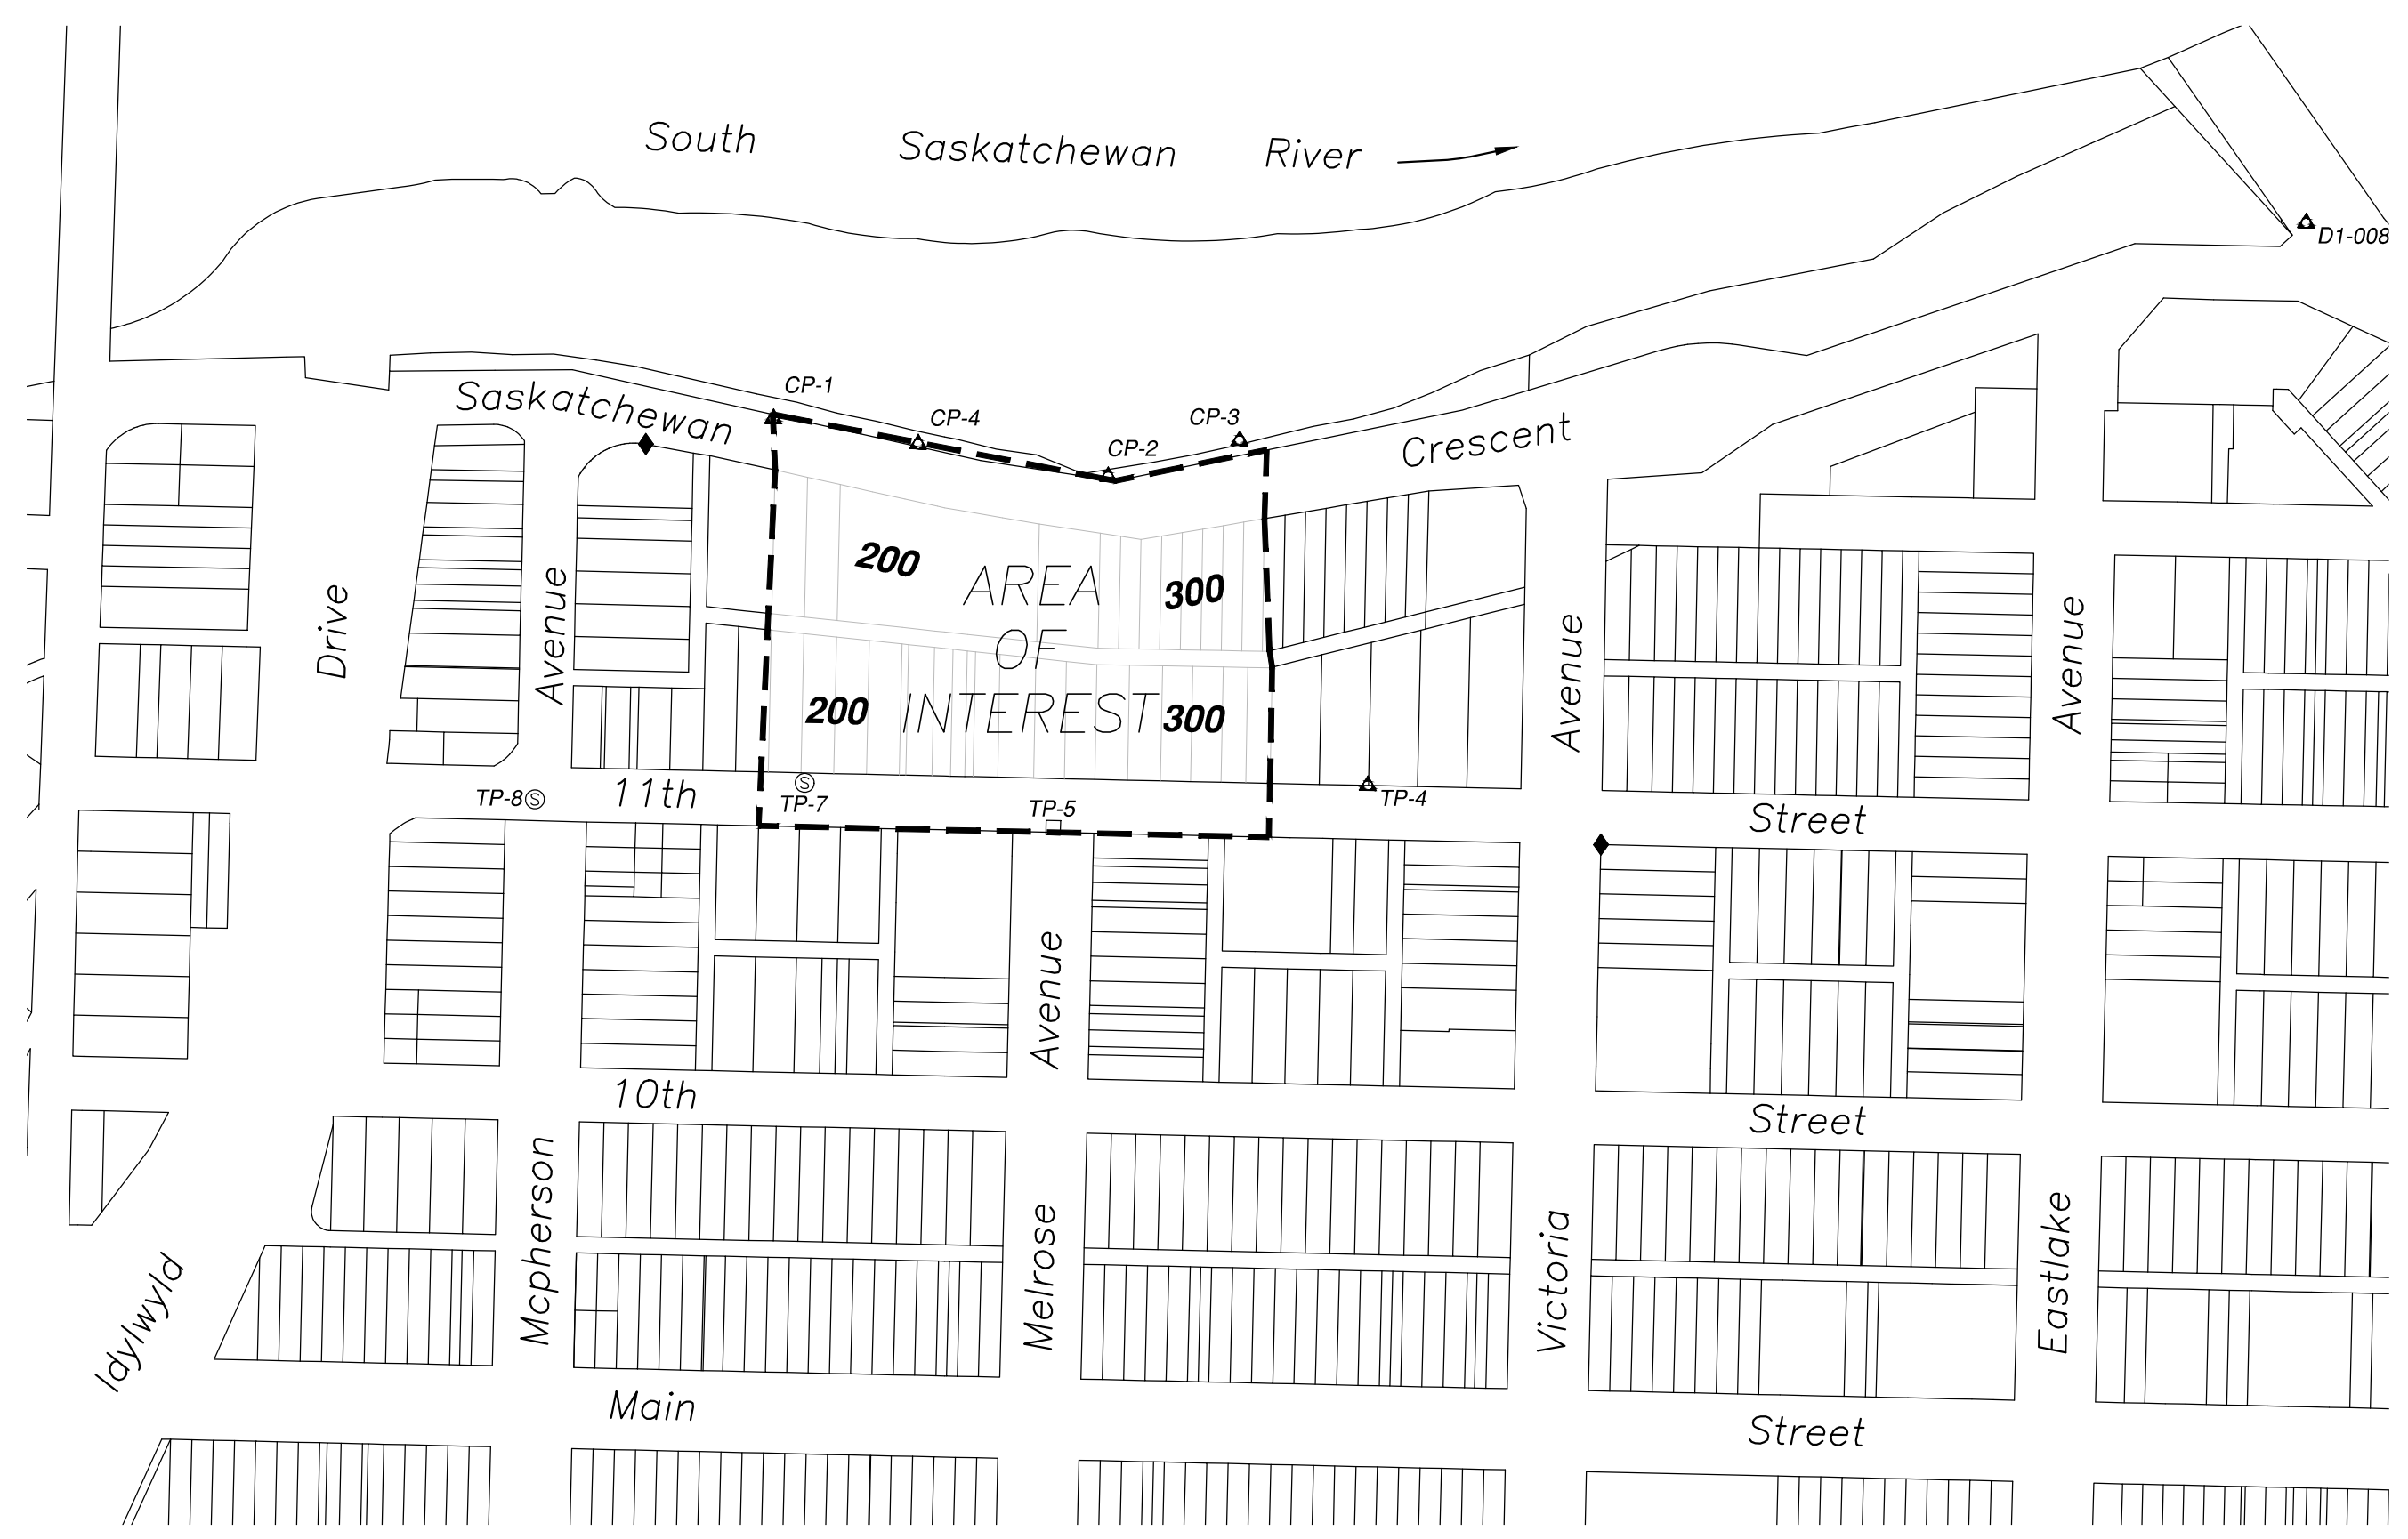 South Saskatchewan River
D1-008
CP-1
CP-4
CP-3
CP-2
Saskatchewan
Crescent
200
AREA
300
OF
200
INTEREST
300
Drive
Avenue
Avenue
Avenue
TP-8 S
11th
S
TP-7
TP-5
TP-4
Street
Avenue
10th
Street
Mcpherson
Melrose
Victoria
Eastlake
Idylwyld
Main
Street